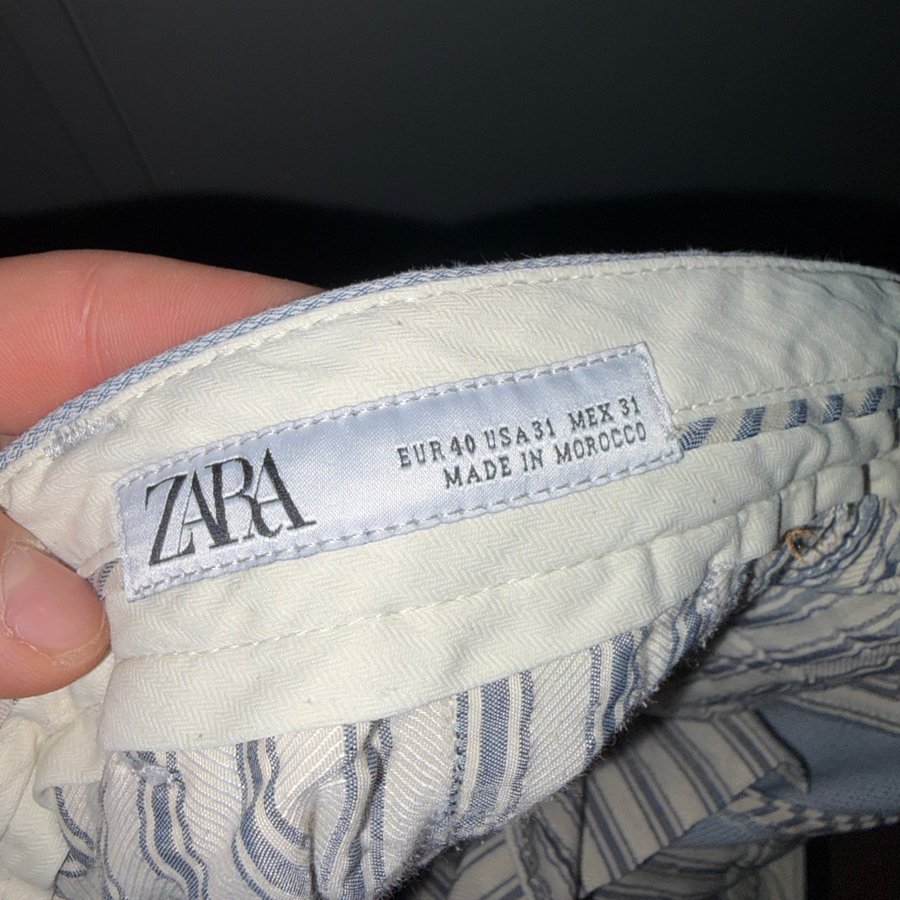 ZARA
EUR 40 USA 31 MEX 31
MADE IN MOROCCO